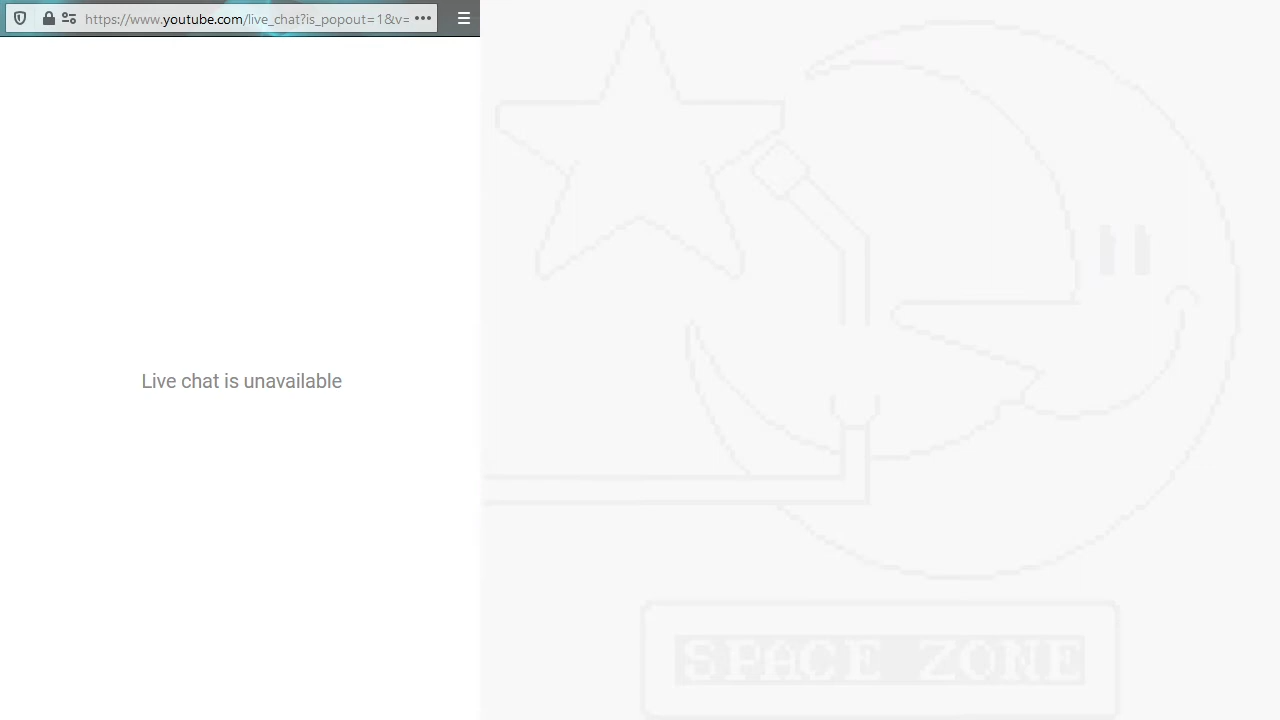 https://www.youtube.com/live_chat?is_popout=1&v=
Live chat is unavailable
SPACE ZONE